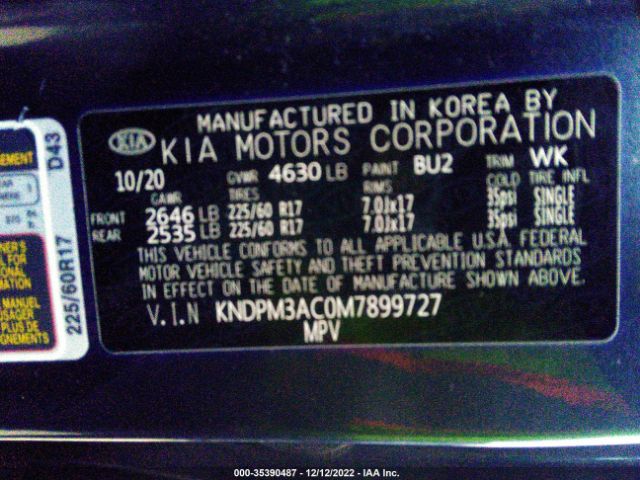 MANUFACTURED IN KOREA BY
KIA KIA MOTORS CORPORATION
10/20 GVWR 4630 LB PAINT BU2 TRIM WK
GAWR TIRES RIMS COLD TIRE INFL
FRONT 2646 LB 225/60 R17 7.0Jx17 35psi SINGLE
REAR 2535 LB 225/60 R17 7.0Jx17 35psi SINGLE
THIS VEHICLE CONFORMS TO ALL APPLICABLE U.S.A. FEDERAL
MOTOR VEHICLE SAFETY AND THEFT PREVENTION STANDARDS
IN EFFECT ON THE DATE OF MANUFACTURE SHOWN ABOVE.
V.I.N KNDPM3AC0M7899727
MPV
D43
225/60R17
MANUEL
USAGER
PLUS DE
000-35390487 - 12/12/2022 - IAA Inc.